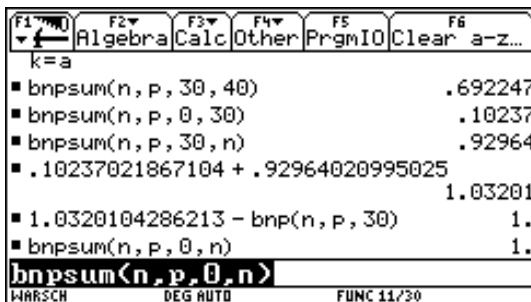 F1 F2 F3 F4 F5 F6
Algebra Calc Other PrgmIO Clear a-z…
k=a
bnpsum(n,p,30,40) .692247
bnpsum(n,p,0,30) .10237
bnpsum(n,p,30,n) .92964
.10237021867104 + .92964020995025
1.03201
1.0320104286213 - bnp(n,p,30) 1.
bnpsum(n,p,0,n) 1.
bnpsum(n,p,0,n)
WARSCH DEG AUTO FUNC 11/30